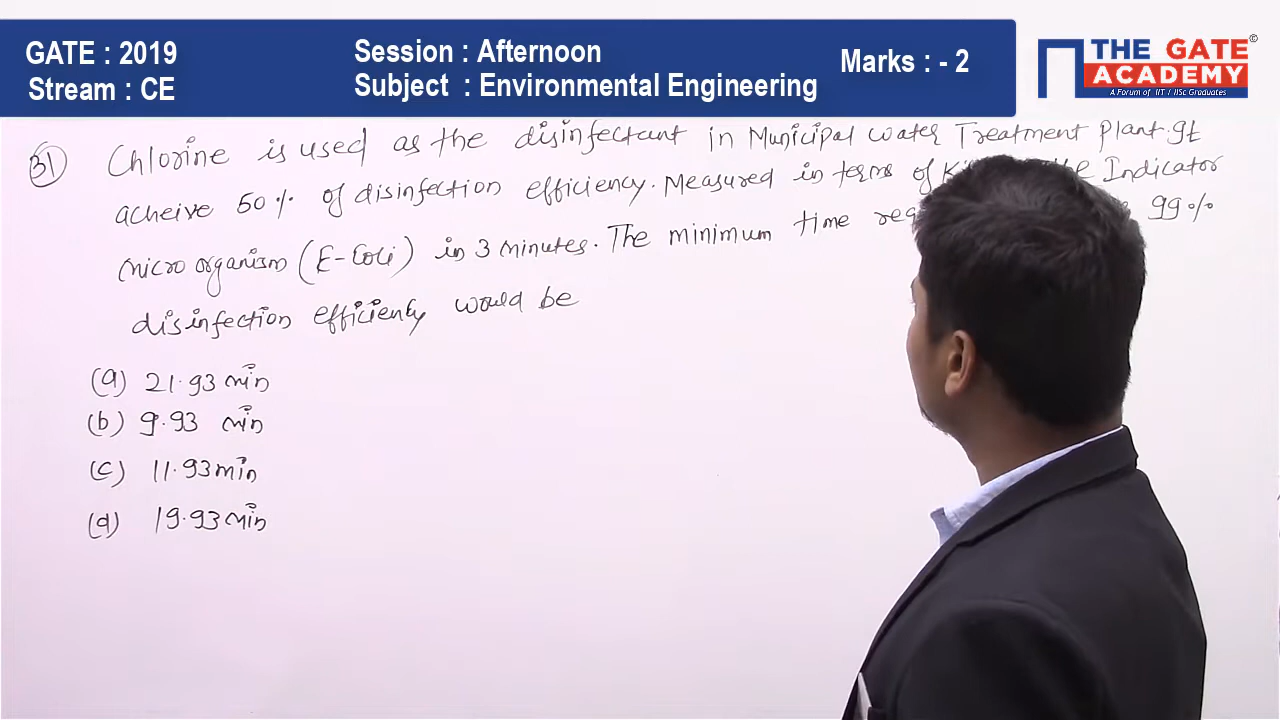 GATE : 2019
Stream : CE
Session : Afternoon
Subject : Environmental Engineering
Marks : - 2
THE GATE ACADEMY
A Forum of IIT / IISc Graduates
31
Chlorine is used as the disinfectant in Municipal water Treatment plant. It
acheive 50% of disinfection efficiency. Measured in terms of Indicator
micro organism (E-Coli) in 3 minutes. The minimum time 99%
disinfection efficiency would be
(a) 21.93 min
(b) 9.93 min
(c) 11.93 min
(d) 19.93 min